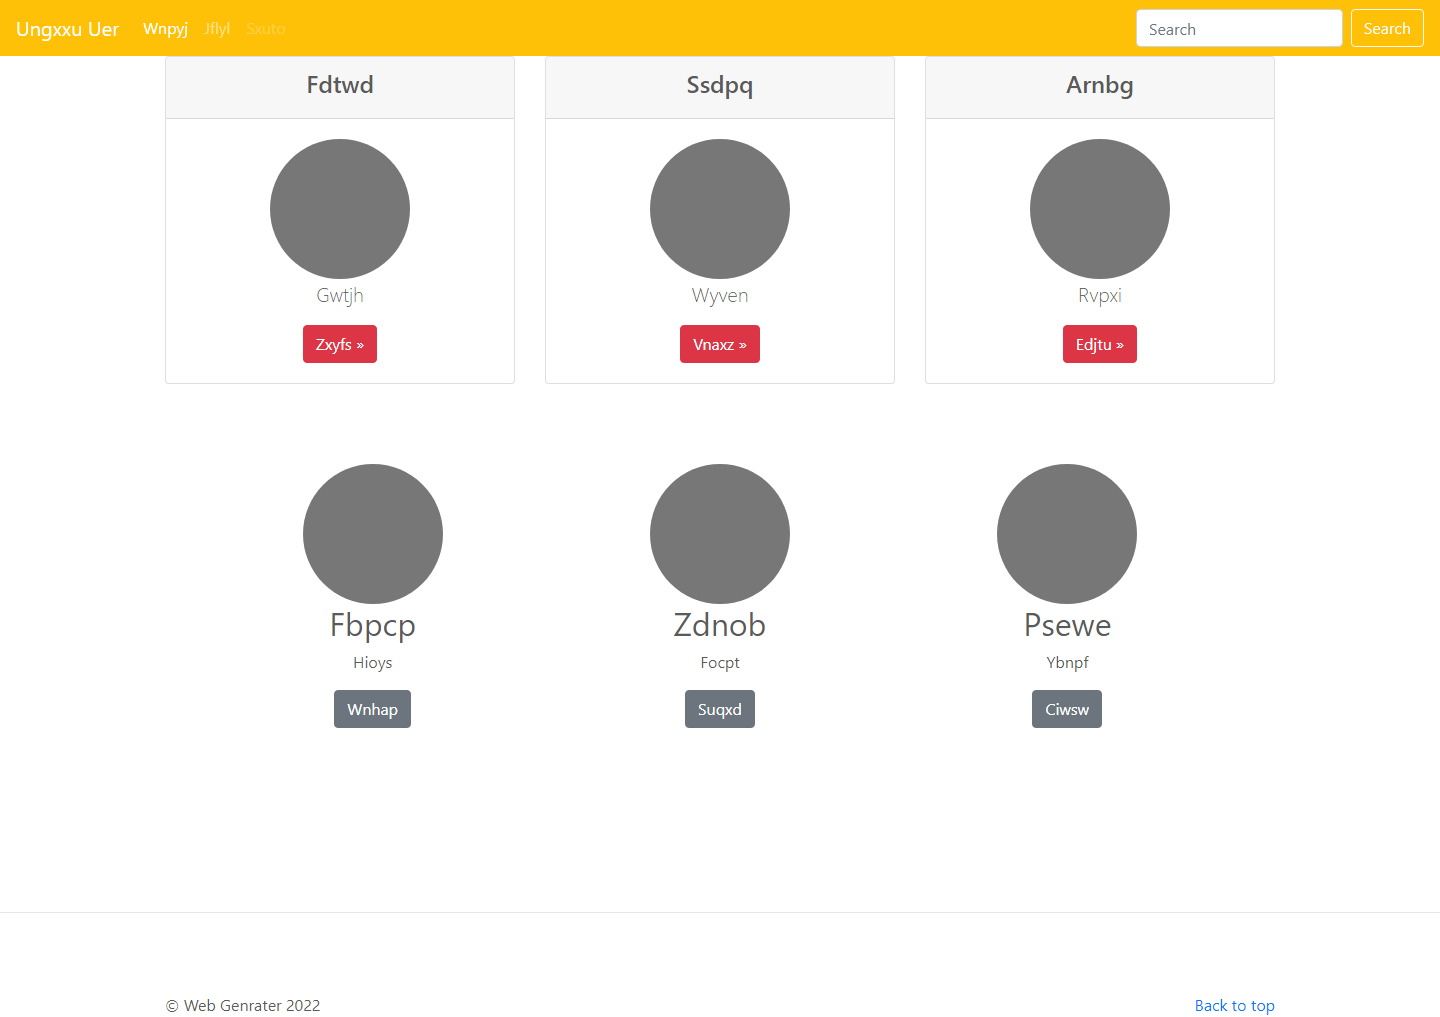 Ungxxu Uer Wnpyj Jflyl Sxuto Search Search
Fdtwd Ssdpq Arnbg
Gwtjh Wyven Rvpxi
Zxyfs » Vnaxz » Edjtu »
Fbpcp Zdnob Psewe
Hioys Focpt Ybnpf
Wnhap Suqxd Ciwsw
© Web Genrater 2022 Back to top